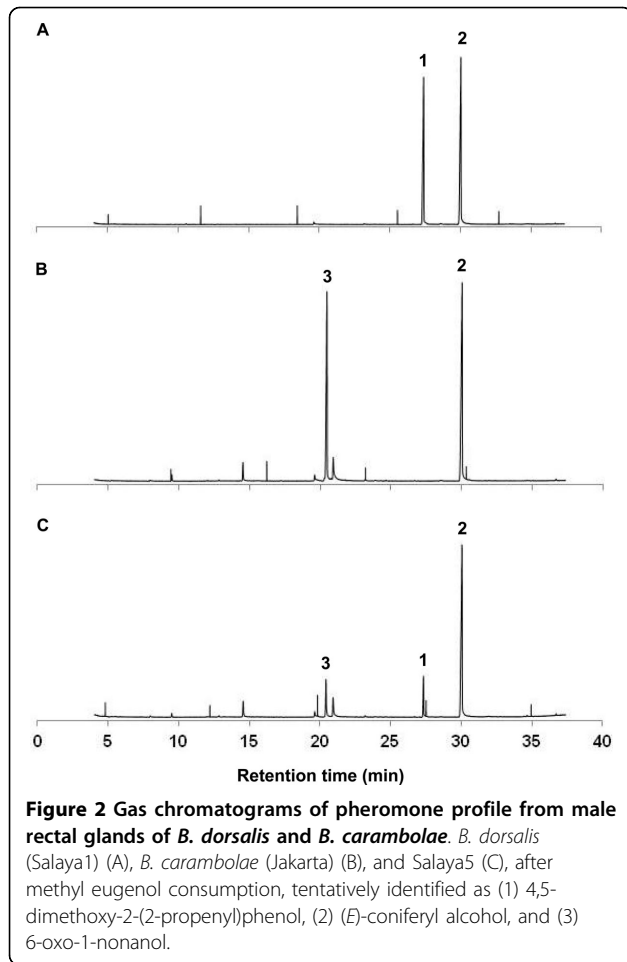 A
1 2
B
3 2
C
3 1 2
0 5 10 15 20 25 30 35 40
Retention time (min)
Figure 2 Gas chromatograms of pheromone profile from male
rectal glands of B. dorsalis and B. carambolae. B. dorsalis
(Salaya1) (A), B. carambolae (Jakarta) (B), and Salaya5 (C), after
methyl eugenol consumption, tentatively identified as (1) 4,5-
dimethoxy-2-(2-propenyl)phenol, (2) (E)-coniferyl alcohol, and (3)
6-oxo-1-nonanol.